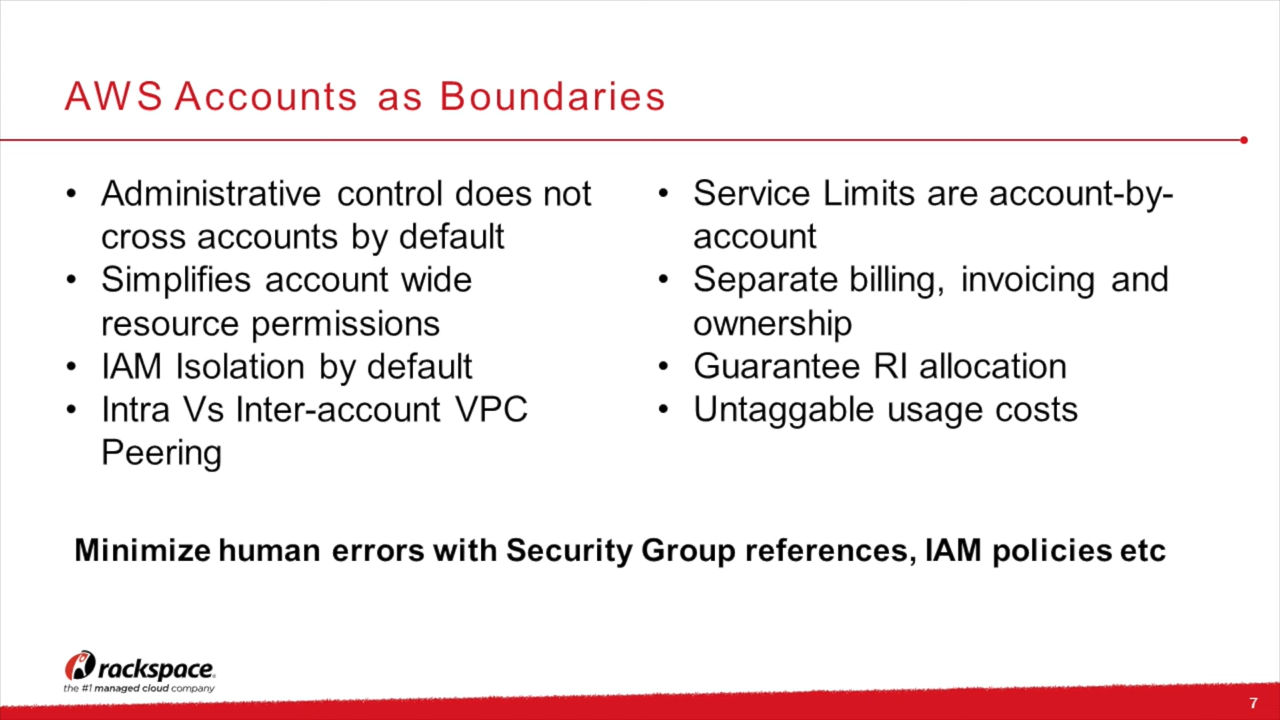 AWS Accounts as Boundaries
• Administrative control does not
cross accounts by default
• Simplifies account wide
resource permissions
• IAM Isolation by default
• Intra Vs Inter-account VPC
Peering
• Service Limits are account-by-
account
• Separate billing, invoicing and
ownership
• Guarantee RI allocation
• Untaggable usage costs
Minimize human errors with Security Group references, IAM policies etc
rackspace.
the #1 managed cloud company
7